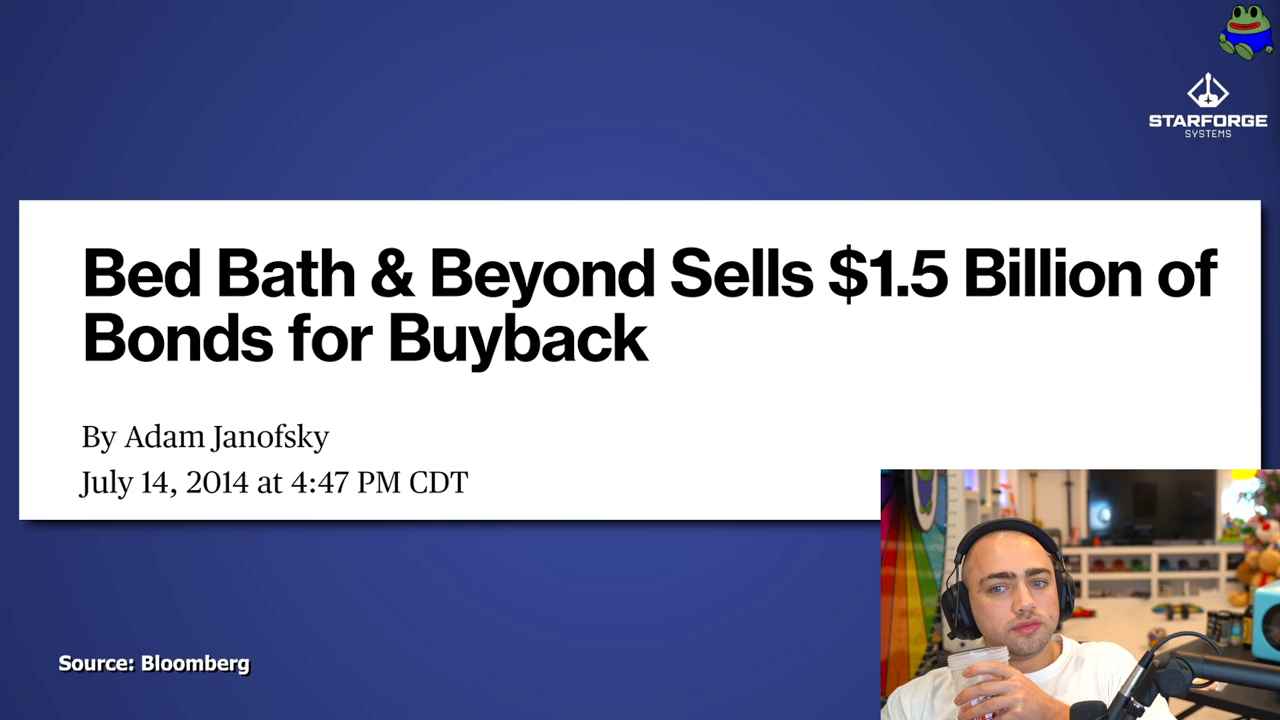 STARFORGE
SYSTEMS
Bed Bath & Beyond Sells $1.5 Billion of
Bonds for Buyback
By Adam Janofsky
July 14, 2014 at 4:47 PM CDT
Source: Bloomberg